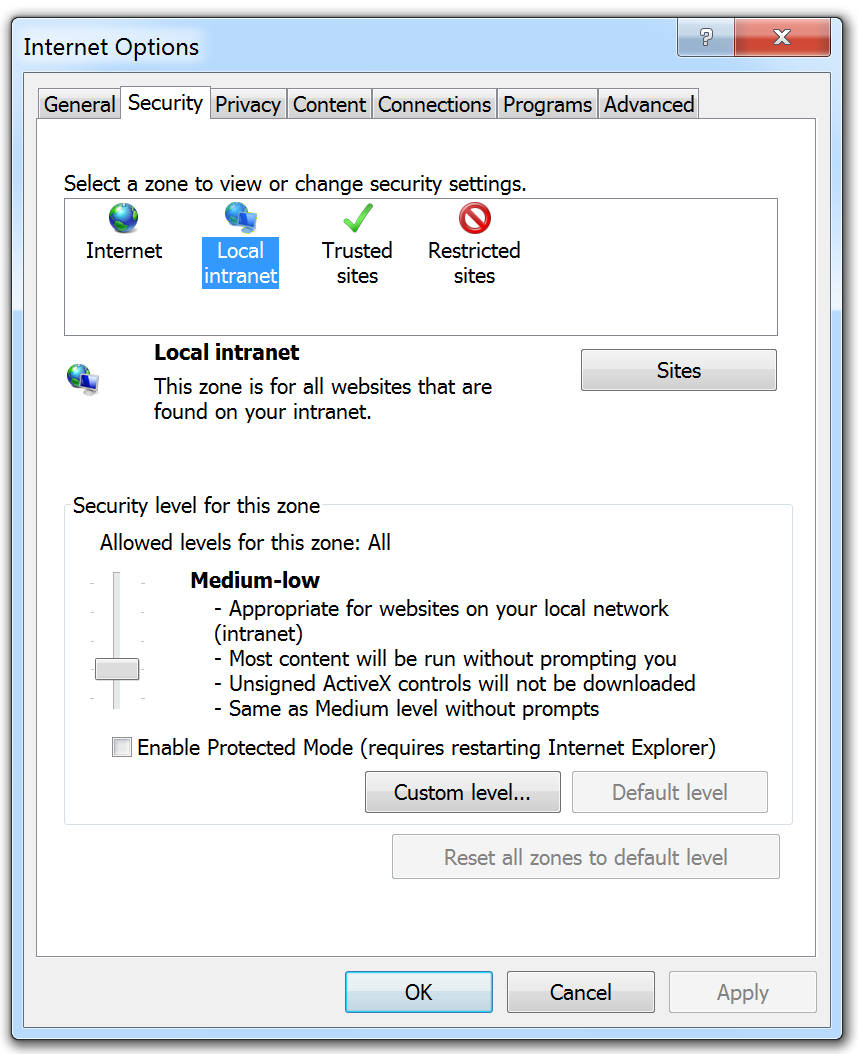 Internet Options
?
General Security Privacy Content Connections Programs Advanced
Select a zone to view or change security settings.
Internet
Local
intranet
Trusted
sites
Restricted
sites
Local intranet
This zone is for all websites that are
found on your intranet.
Sites
Security level for this zone
Allowed levels for this zone: All
Medium-low
- Appropriate for websites on your local network
(intranet)
- Most content will be run without prompting you
- Unsigned ActiveX controls will not be downloaded
- Same as Medium level without prompts
Enable Protected Mode (requires restarting Internet Explorer)
Custom level...
Default level
Reset all zones to default level
OK
Cancel
Apply